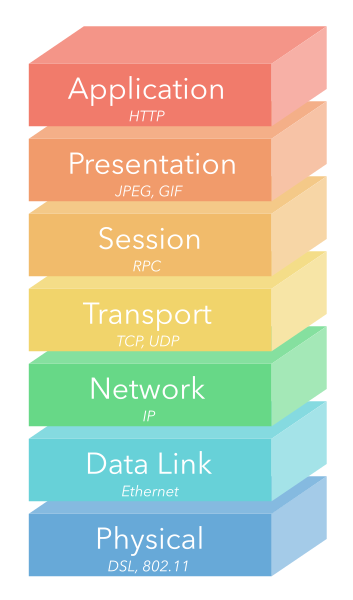 Application
HTTP
Presentation
JPEG, GIF
Session
RPC
Transport
TCP, UDP
Network
IP
Data Link
Ethernet
Physical
DSL, 802.11